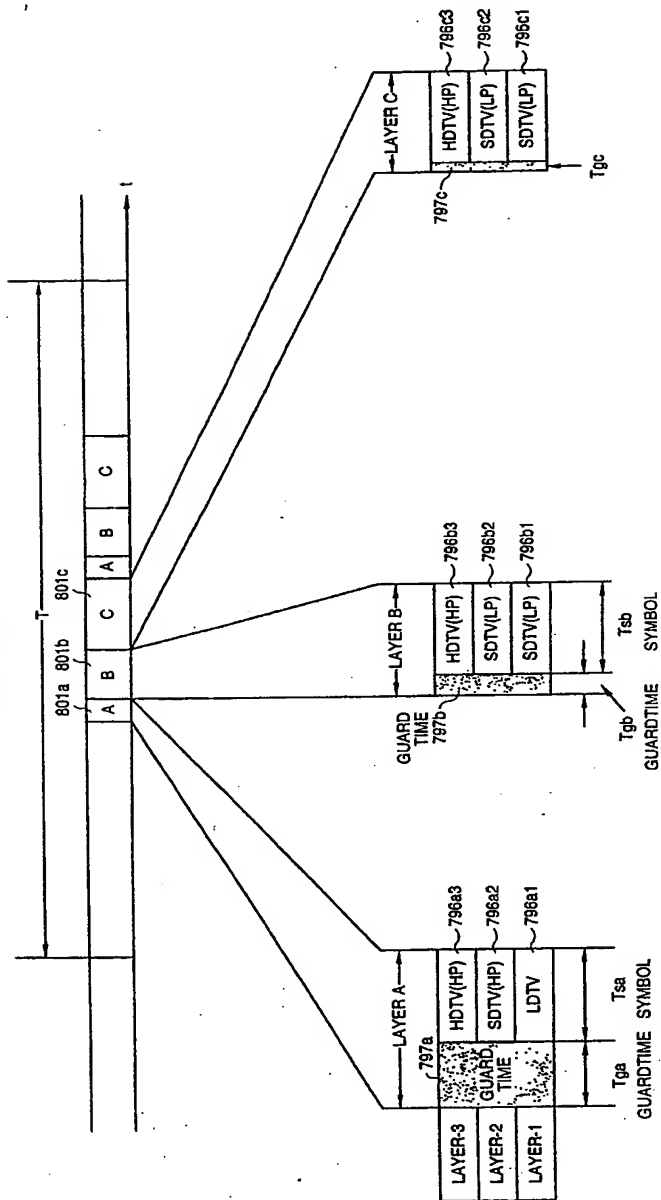 T
801a
801b
801c
A
B
C
A
B
C
t
LAYER A
LAYER B
LAYER C
797a
GUARD TIME
797b
797c
LAYER-3
LAYER-2
LAYER-1
GUARD
TIME
HDTV(HP)
796a3
SDTV(HP)
796a2
LDTV
796a1
HDTV(HP)
796b3
SDTV(LP)
796b2
SDTV(LP)
796b1
HDTV(HP)
796c3
SDTV(LP)
796c2
SDTV(LP)
796c1
Tga
Tsa
GUARDTIME SYMBOL
Tgb
Tsb
GUARDTIME SYMBOL
Tgc